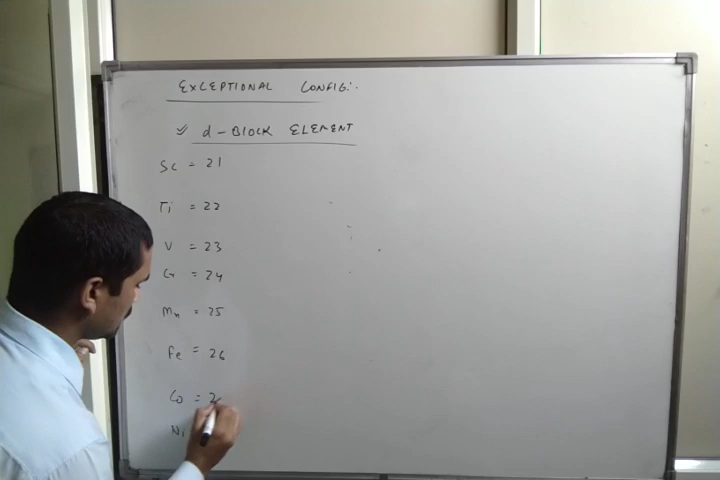 EXCEPTIONAL CONFIG:.
d - BLOCK ELEMENT
Sc = 21
Ti = 22
V = 23
Cr = 24
Mn = 25
Fe = 26
Co = 2
Ni